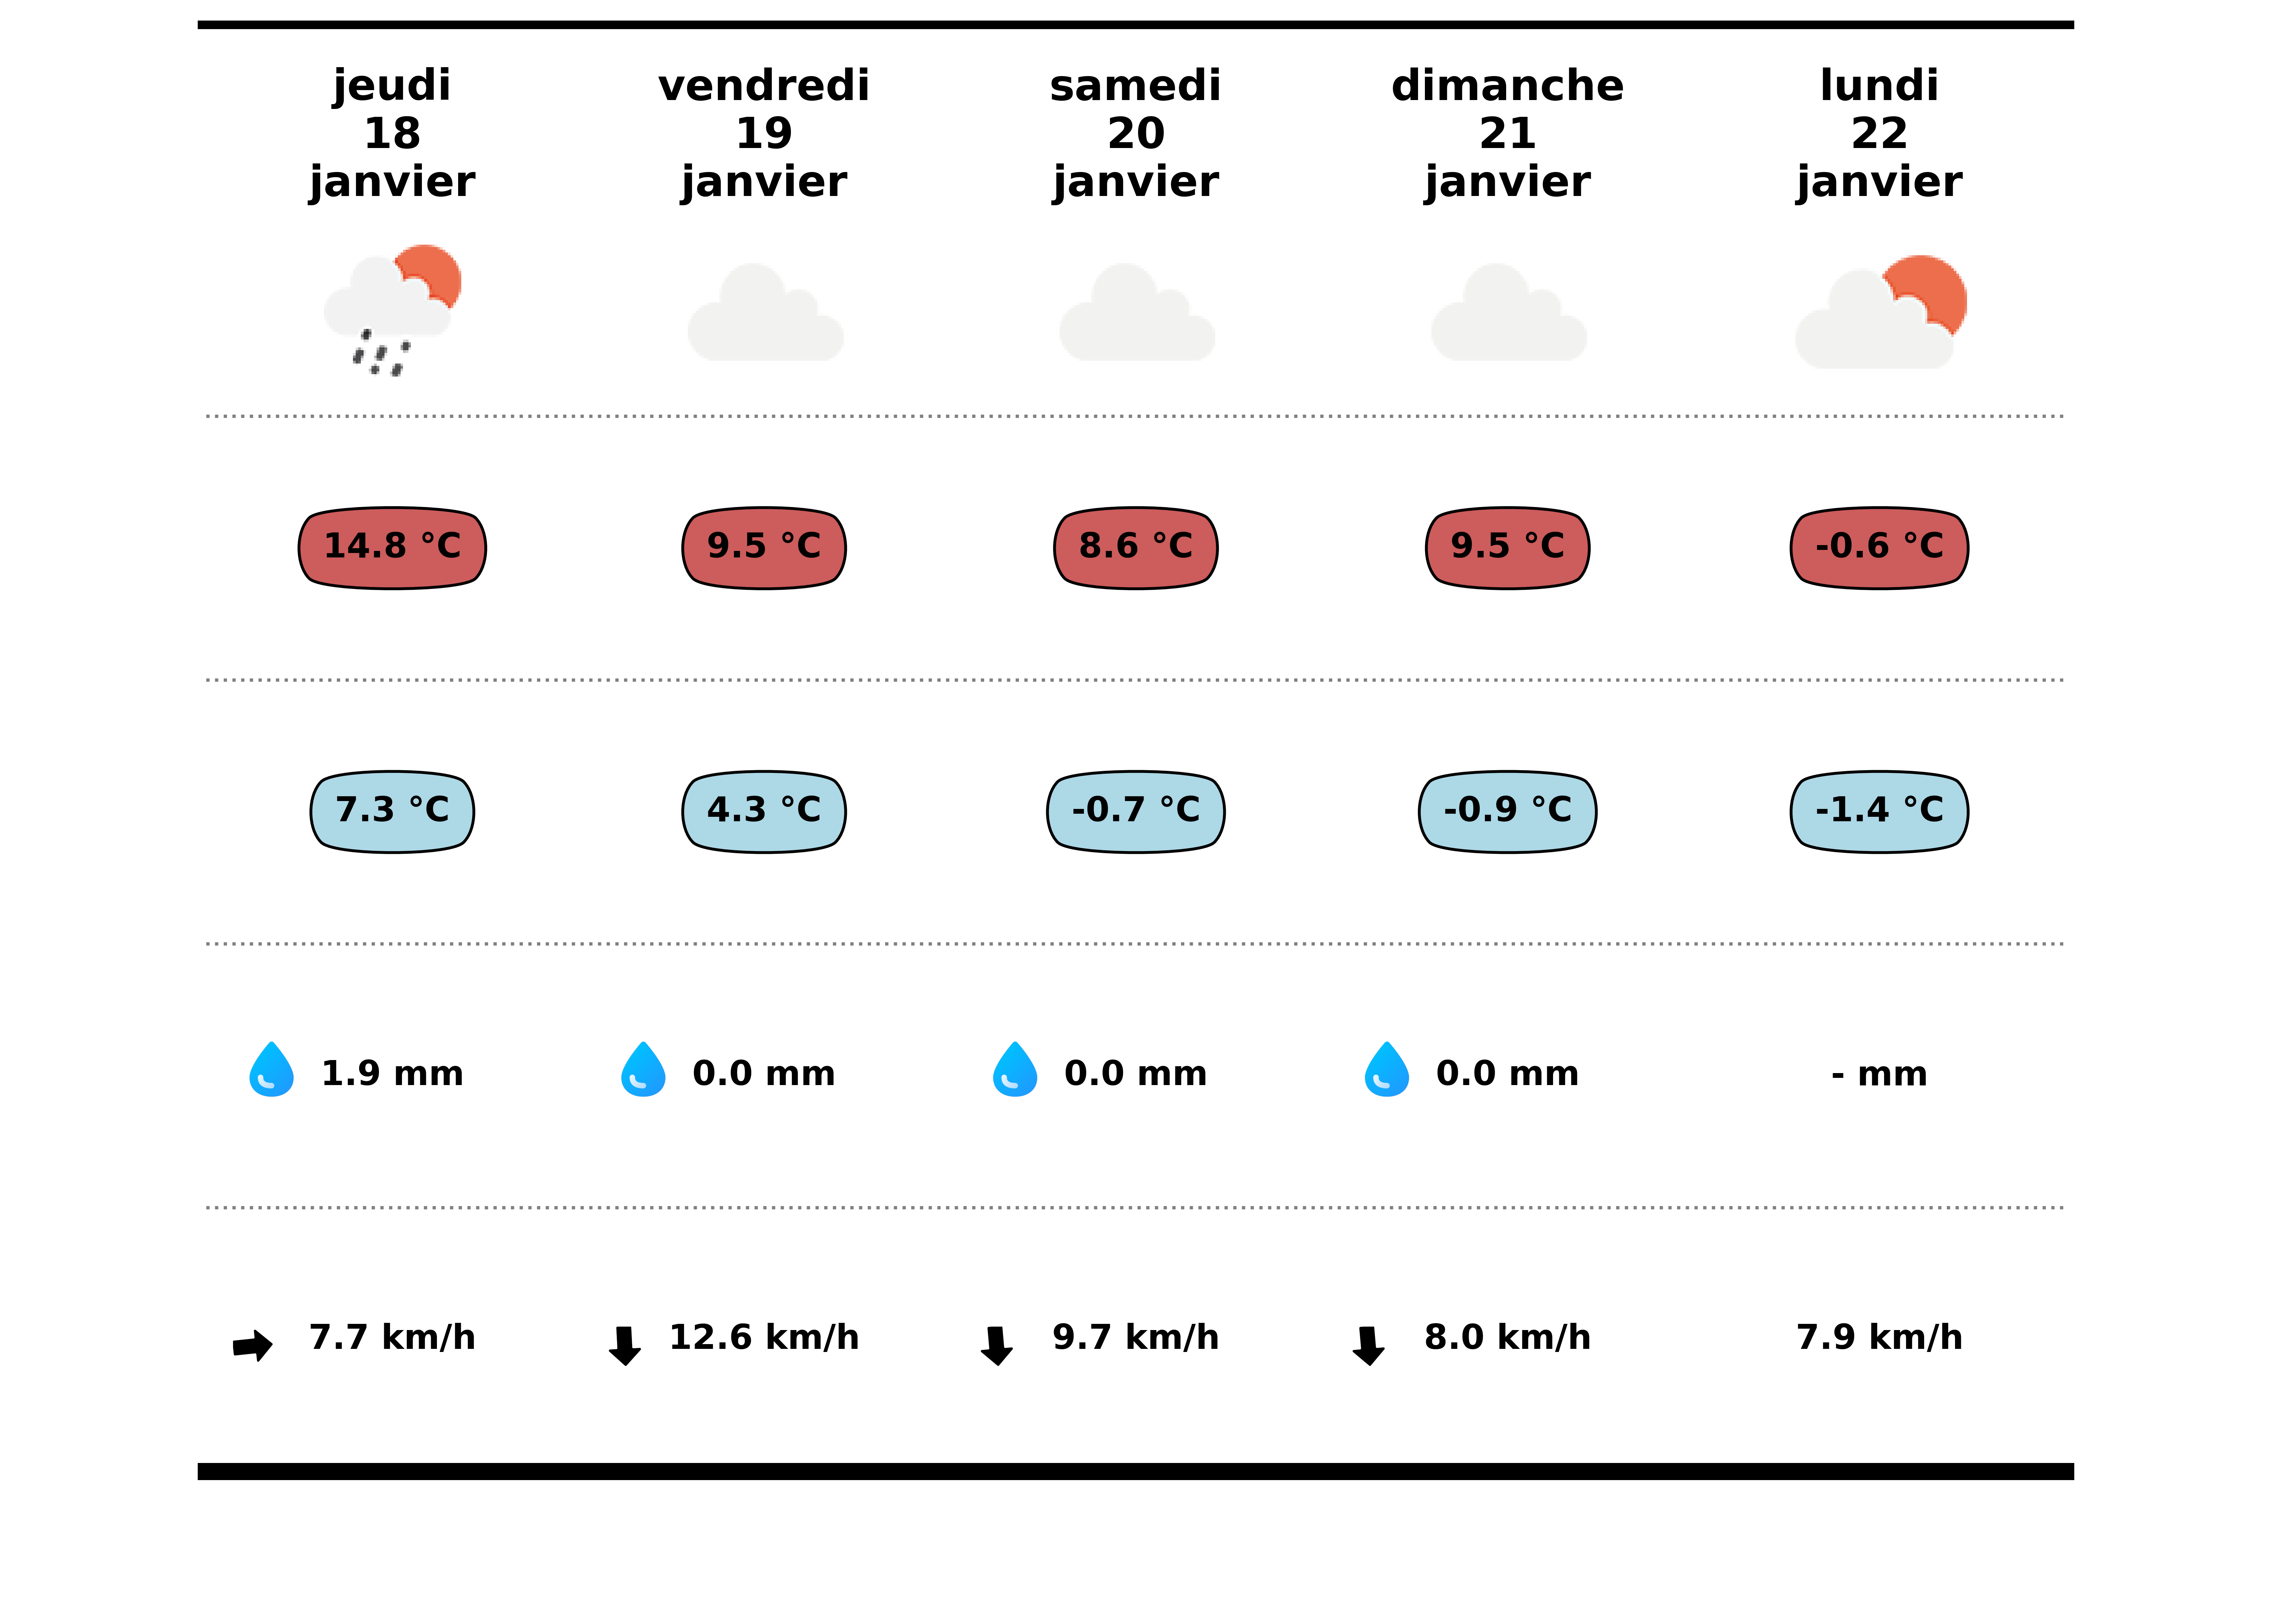 jeudi
18
janvier
vendredi
19
janvier
samedi
20
janvier
dimanche
21
janvier
lundi
22
janvier
14.8 °C
9.5 °C
8.6 °C
9.5 °C
-0.6 °C
7.3 °C
4.3 °C
-0.7 °C
-0.9 °C
-1.4 °C
1.9 mm
0.0 mm
0.0 mm
0.0 mm
- mm
7.7 km/h
12.6 km/h
9.7 km/h
8.0 km/h
7.9 km/h